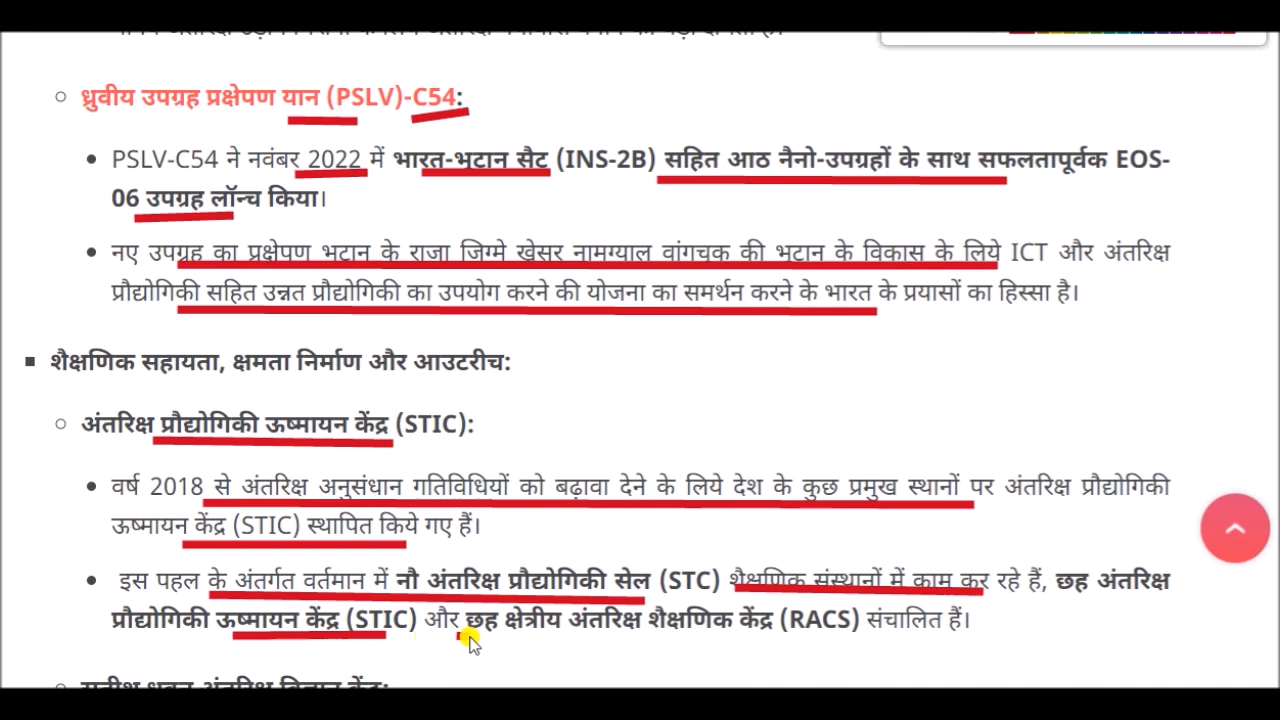 ध्रुवीय उपग्रह प्रक्षेपण यान (PSLV)-C54:
PSLV-C54 ने नवंबर 2022 में भारत-भूटान सैट (INS-2B) सहित आठ नैनो-उपग्रहों के साथ सफलतापूर्वक EOS-
06 उपग्रह लॉन्च किया।
नए उपग्रह का प्रक्षेपण भूटान के राजा जिग्मे खेसर नामग्याल वांगचुक की भूटान के विकास के लिये ICT और अंतरिक्ष
प्रौद्योगिकी सहित उन्नत प्रौद्योगिकी का उपयोग करने की योजना का समर्थन करने के भारत के प्रयासों का हिस्सा है।
शैक्षणिक सहायता, क्षमता निर्माण और आउटरीच:
अंतरिक्ष प्रौद्योगिकी ऊष्मायन केंद्र (STIC):
वर्ष 2018 से अंतरिक्ष अनुसंधान गतिविधियों को बढ़ावा देने के लिये देश के कुछ प्रमुख स्थानों पर अंतरिक्ष प्रौद्योगिकी
ऊष्मायन केंद्र (STIC) स्थापित किये गए हैं।
इस पहल के अंतर्गत वर्तमान में नौ अंतरिक्ष प्रौद्योगिकी सेल (STC) शैक्षणिक संस्थानों में काम कर रहे हैं, छह अंतरिक्ष
प्रौद्योगिकी ऊष्मायन केंद्र (STIC) और छह क्षेत्रीय अंतरिक्ष शैक्षणिक केंद्र (RACS) संचालित हैं।